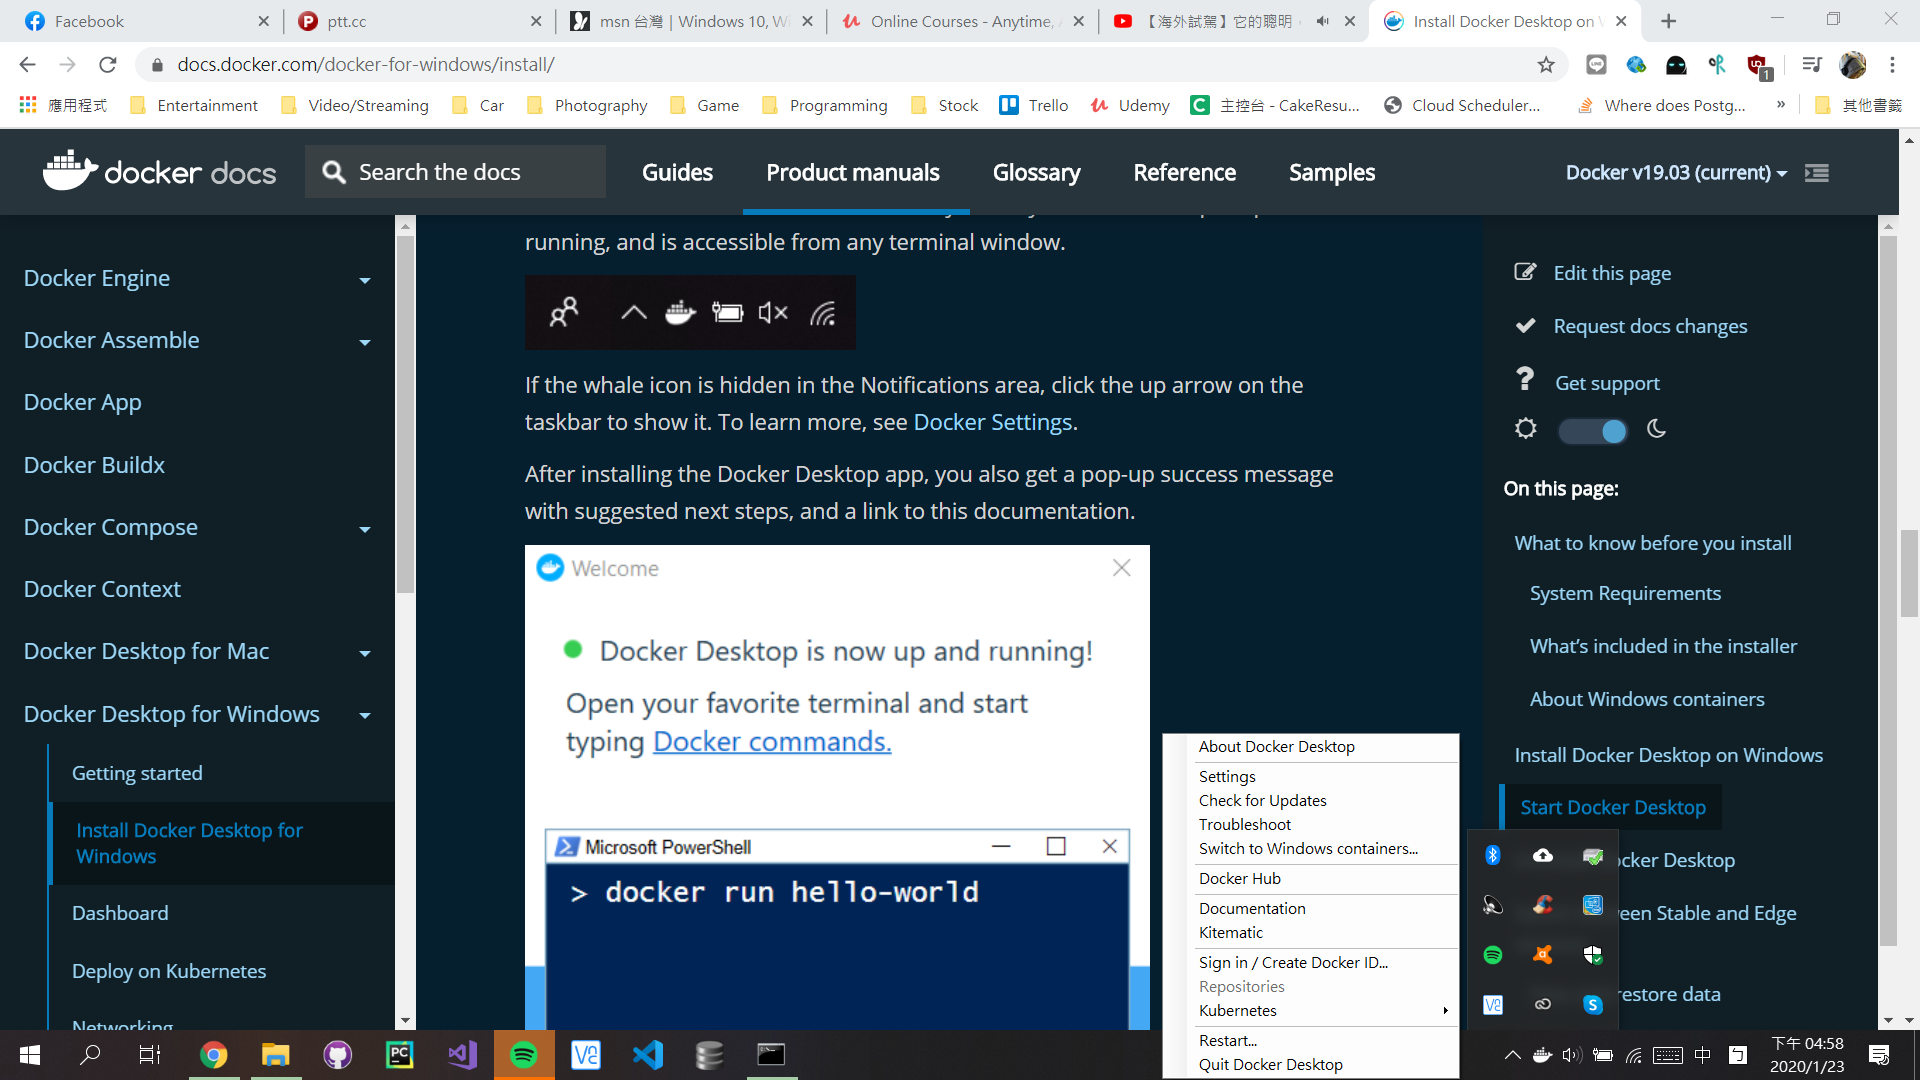 Facebook
ptt.cc
msn 台灣 | Windows 10, Wi
Online Courses - Anytime, A
【海外試駕】它的聰明
Install Docker Desktop on W
docs.docker.com/docker-for-windows/install/
1
應用程式
Entertainment
Video/Streaming
Car
Photography
Game
Programming
Stock
Trello
Udemy
主控台 - CakeResu...
Cloud Scheduler...
Where does Postg...
»
其他書籤
docker docs
Search the docs
Guides
Product manuals
Glossary
Reference
Samples
Docker v19.03 (current)
Docker Engine
Docker Assemble
Docker App
Docker Buildx
Docker Compose
Docker Context
Docker Desktop for Mac
Docker Desktop for Windows
Getting started
Install Docker Desktop for
Windows
Dashboard
Deploy on Kubernetes
Networking
running, and is accessible from any terminal window.
If the whale icon is hidden in the Notifications area, click the up arrow on the
taskbar to show it. To learn more, see Docker Settings.
After installing the Docker Desktop app, you also get a pop-up success message
with suggested next steps, and a link to this documentation.
Welcome
Docker Desktop is now up and running!
Open your favorite terminal and start
typing Docker commands.
Microsoft PowerShell
> docker run hello-world
About Docker Desktop
Settings
Check for Updates
Troubleshoot
Switch to Windows containers...
Docker Hub
Documentation
Kitematic
Sign in / Create Docker ID...
Repositories
Kubernetes
Restart...
Quit Docker Desktop
Edit this page
Request docs changes
Get support
On this page:
What to know before you install
System Requirements
What's included in the installer
About Windows containers
Install Docker Desktop on Windows
Start Docker Desktop
ocker Desktop
een Stable and Edge
restore data
中
下午 04:58
2020/1/23